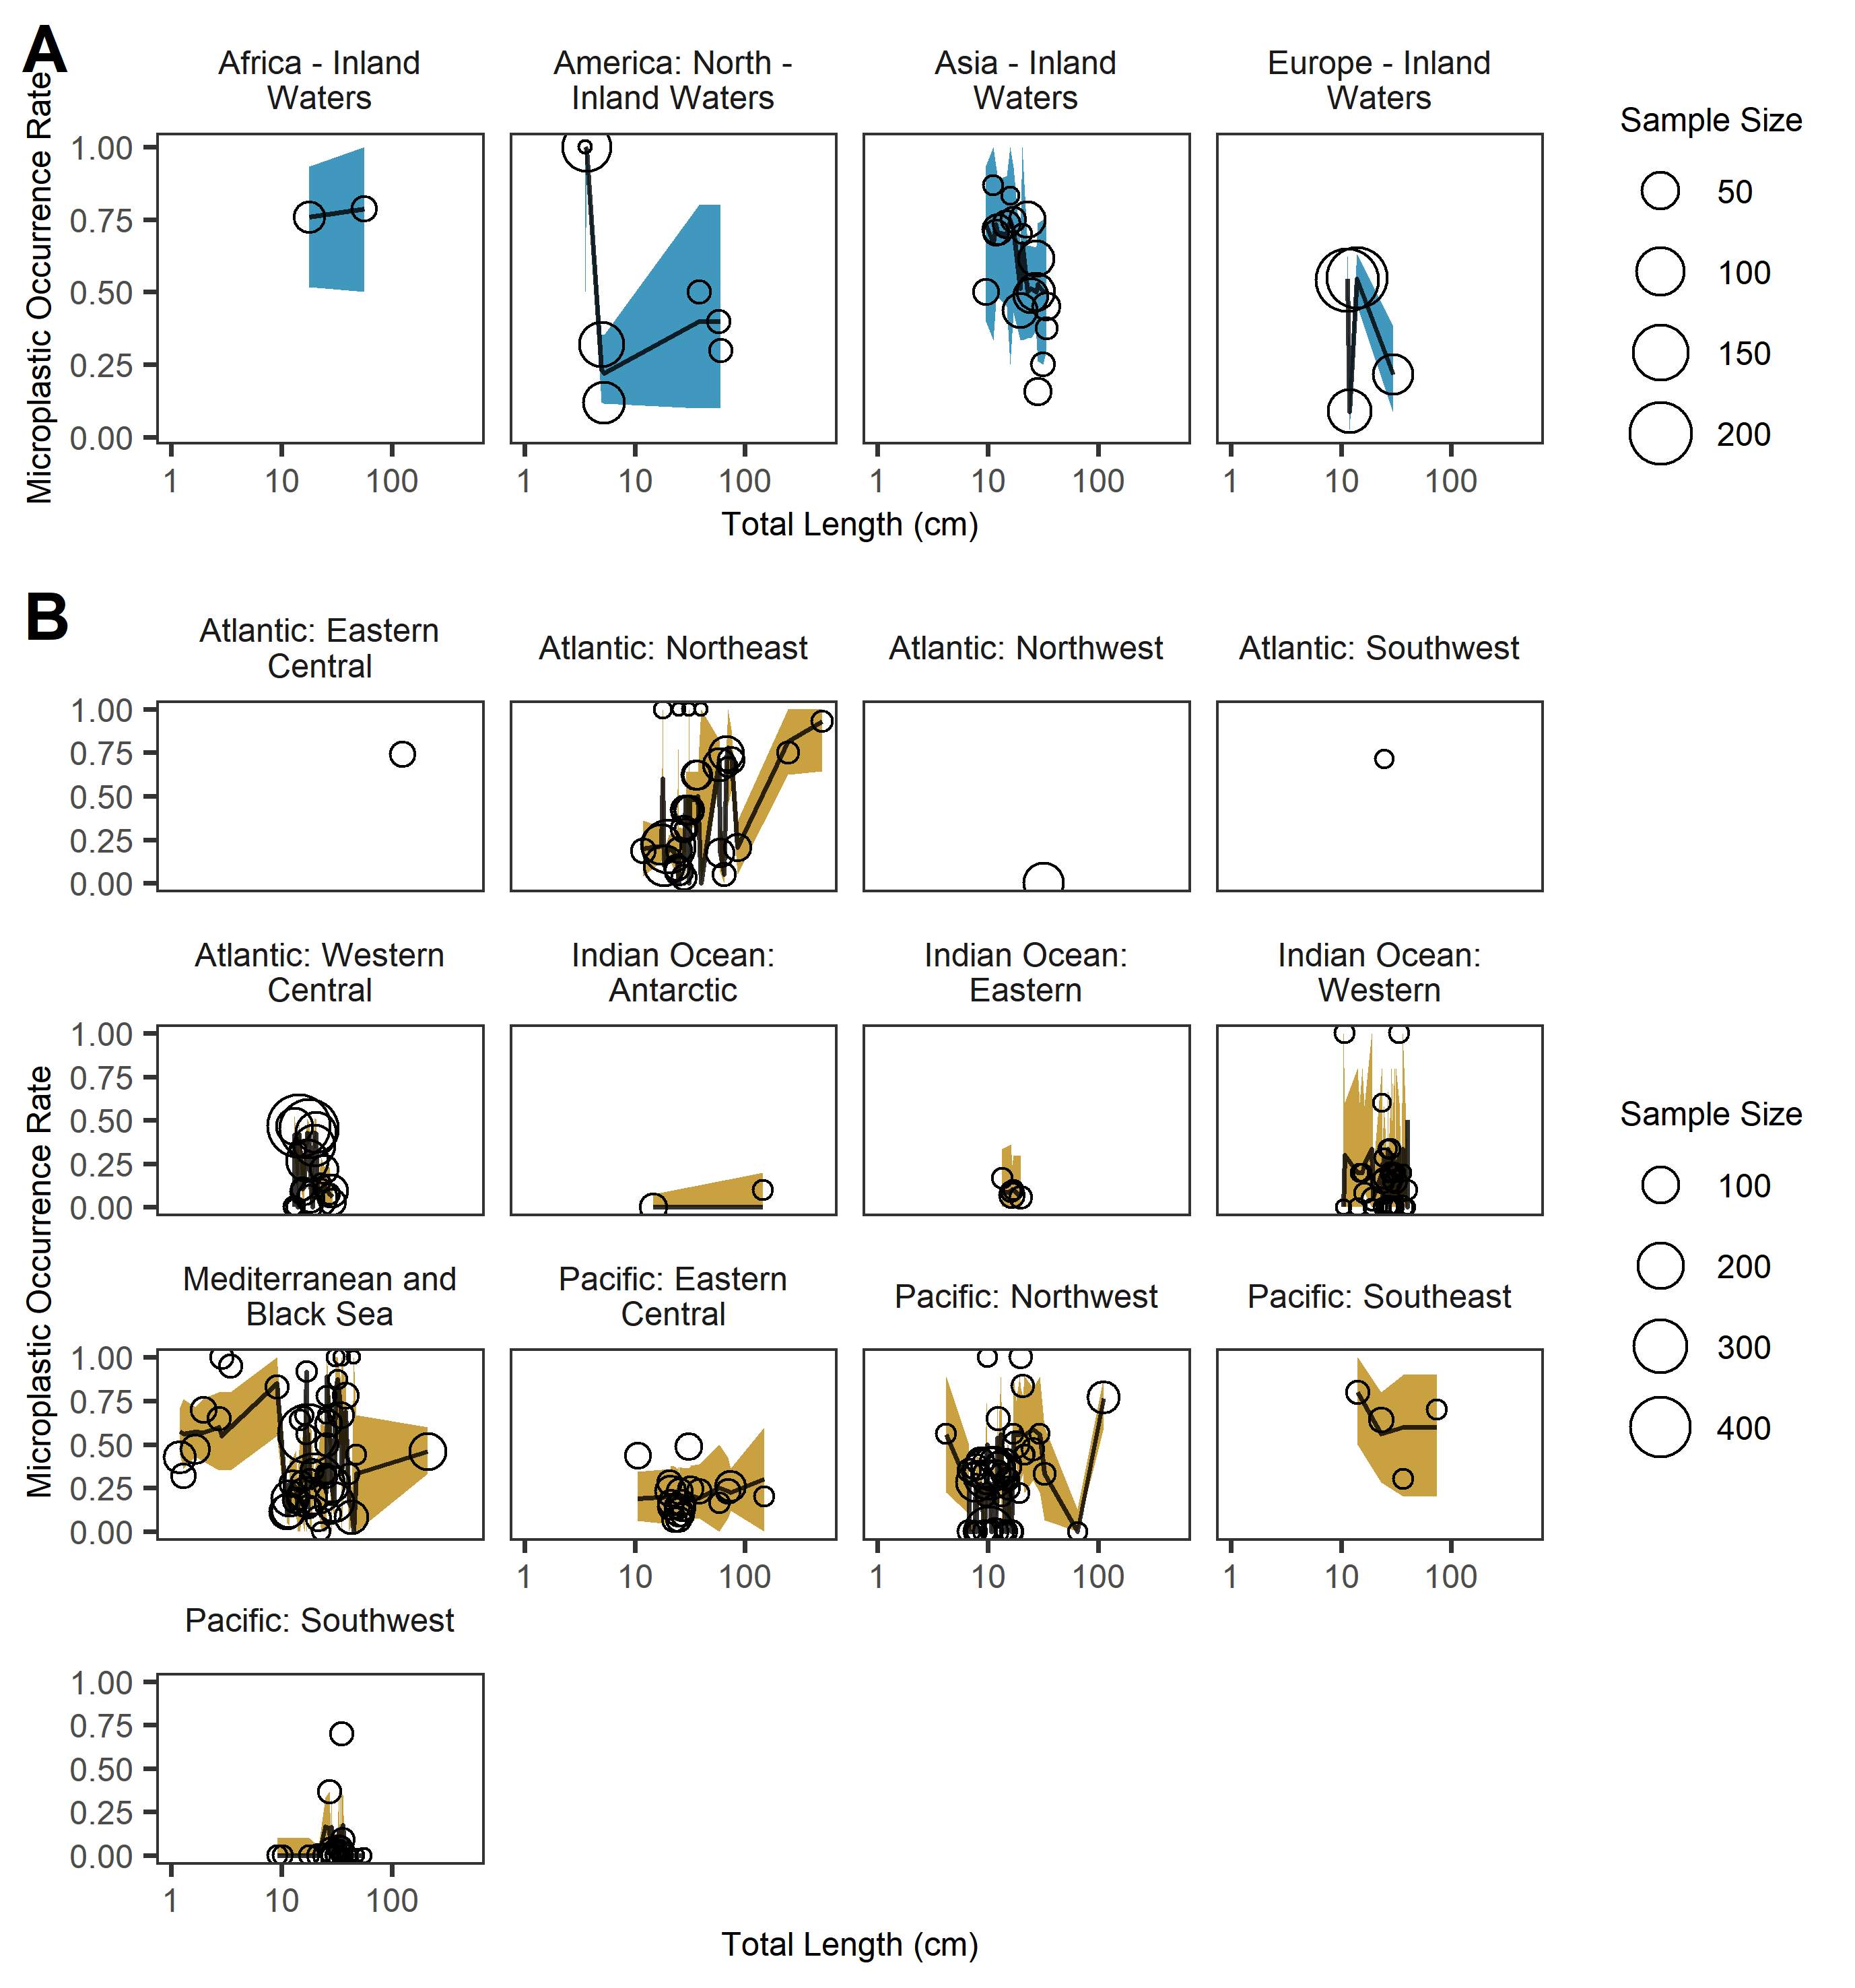 A
Africa - Inland
Waters
America: North -
Inland Waters
Asia - Inland
Waters
Europe - Inland
Waters
Microplastic Occurrence Rate
1.00
0.75
0.50
0.25
0.00
1 10 100
1 10 100
1 10 100
1 10 100
Total Length (cm)
Sample Size
50
100
150
200
B
Atlantic: Eastern
Central
Atlantic: Northeast
Atlantic: Northwest
Atlantic: Southwest
1.00
0.75
0.50
0.25
0.00
Atlantic: Western
Central
Indian Ocean:
Antarctic
Indian Ocean:
Eastern
Indian Ocean:
Western
1.00
0.75
0.50
0.25
0.00
Microplastic Occurrence Rate
Sample Size
100
200
300
400
Mediterranean and
Black Sea
Pacific: Eastern
Central
Pacific: Northwest
Pacific: Southeast
1.00
0.75
0.50
0.25
0.00
1 10 100
1 10 100
1 10 100
Pacific: Southwest
1.00
0.75
0.50
0.25
0.00
1 10 100
Total Length (cm)